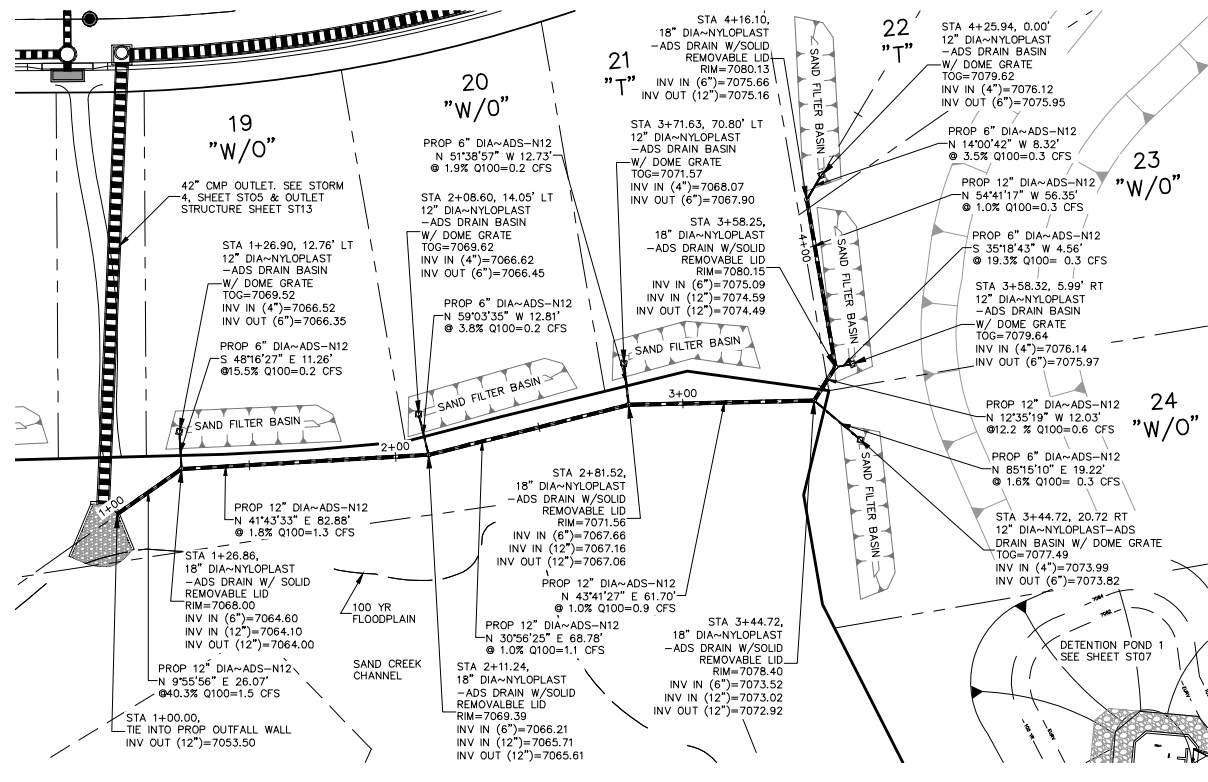 19
"W/O"
20
"W/O"
21
"T"
22
"T"
23
"W/O"
24
"W/O"
42" CMP OUTLET. SEE STORM
4, SHEET STO5 & OUTLET
STRUCTURE SHEET ST13
STA 1+26.90, 12.76' LT
12" DIA~NYLOPLAST
-ADS DRAIN BASIN
W/ DOME GRATE
TOG=7069.52
INV IN (4")=7066.52
INV OUT (6")=7066.35
PROP 6" DIA~ADS-N12
S 48°16'27" E 11.26'
@15.5% Q100=0.2 CFS
PROP 6" DIA~ADS-N12
N 51°38'57" W 12.73'
@ 1.9% Q100=0.2 CFS
STA 2+08.60, 14.05' LT
12" DIA~NYLOPLAST
-ADS DRAIN BASIN
W/ DOME GRATE
TOG=7069.62
INV IN (4")=7066.62
INV OUT (6")=7066.45
PROP 6" DIA~ADS-N12
N 59°03'35" W 12.81'
@ 3.8% Q100=0.2 CFS
STA 4+16.10,
18" DIA~NYLOPLAST
-ADS DRAIN W/SOLID
REMOVABLE LID
RIM=7080.13
INV IN (6")=7075.66
INV OUT (12")=7075.16
STA 3+71.63, 70.80' LT
12" DIA~NYLOPLAST
-ADS DRAIN BASIN
W/ DOME GRATE
TOG=7071.57
INV IN (4")=7068.07
INV OUT (6")=7067.90
STA 3+58.25,
18" DIA~NYLOPLAST
-ADS DRAIN W/SOLID
REMOVABLE LID
RIM=7080.15
INV IN (6")=7075.09
INV IN (12")=7074.59
INV OUT (12")=7074.49
STA 4+25.94, 0.00'
12" DIA~NYLOPLAST
-ADS DRAIN BASIN
W/ DOME GRATE
TOG=7079.62
INV IN (4")=7076.12
INV OUT (6")=7075.95
PROP 6" DIA~ADS-N12
N 14°00'42" W 8.32'
@ 3.5% Q100=0.3 CFS
PROP 12" DIA~ADS-N12
N 54°41'17" W 56.35'
@ 1.0% Q100=0.3 CFS
PROP 6" DIA~ADS-N12
S 35°18'43" W 4.56'
@ 19.3% Q100= 0.3 CFS
STA 3+58.32, 5.99' RT
12" DIA~NYLOPLAST
-ADS DRAIN BASIN
W/ DOME GRATE
TOG=7079.64
INV IN (4")=7076.14
INV OUT (6")=7075.97
PROP 12" DIA~ADS-N12
N 12°35'19" W 12.03'
@12.2 % Q100=0.6 CFS
PROP 6" DIA~ADS-N12
N 85°15'10" E 19.22'
@ 1.6% Q100= 0.3 CFS
STA 3+44.72, 20.72 RT
12" DIA~NYLOPLAST-ADS
DRAIN BASIN W/ DOME GRATE
TOG=7077.49
INV IN (4")=7073.99
INV OUT (6")=7073.82
SAND FILTER BASIN
SAND FILTER BASIN
SAND FILTER BASIN
SAND FILTER BASIN
SAND FILTER BASIN
SAND FILTER BASIN
1+00
2+00
3+00
4+00
PROP 12" DIA~ADS-N12
N 41°43'33" E 82.88'
@ 1.8% Q100=1.3 CFS
STA 1+26.86,
18" DIA~NYLOPLAST
-ADS DRAIN W/ SOLID
REMOVABLE LID
RIM=7068.00
INV IN (6")=7064.60
INV IN (12")=7064.10
INV OUT (12")=7064.00
PROP 12" DIA~ADS-N12
N 9°55'56" E 26.07'
@40.3% Q100=1.5 CFS
STA 1+00.00,
TIE INTO PROP OUTFALL WALL
INV OUT (12")=7053.50
100 YR
FLOODPLAIN
SAND CREEK
CHANNEL
STA 2+81.52,
18" DIA~NYLOPLAST
-ADS DRAIN W/SOLID
REMOVABLE LID
RIM=7071.56
INV IN (6")=7067.66
INV IN (12")=7067.16
INV OUT (12")=7067.06
PROP 12" DIA~ADS-N12
N 43°41'27" E 61.70'
@ 1.0% Q100=0.9 CFS
PROP 12" DIA~ADS-N12
N 30°56'25" E 68.78'
@ 1.0% Q100=1.1 CFS
STA 2+11.24,
18" DIA~NYLOPLAST
-ADS DRAIN W/SOLID
REMOVALBLE LID
RIM=7069.39
INV IN (6")=7066.21
INV IN (12")=7065.71
INV OUT (12")=7065.61
STA 3+44.72,
18" DIA~NYLOPLAST
-ADS DRAIN W/SOLID
REMOVABLE LID
RIM=7078.40
INV IN (6")=7073.52
INV IN (12")=7073.02
INV OUT (12")=7072.92
DETENTION POND 1
SEE SHEET ST07